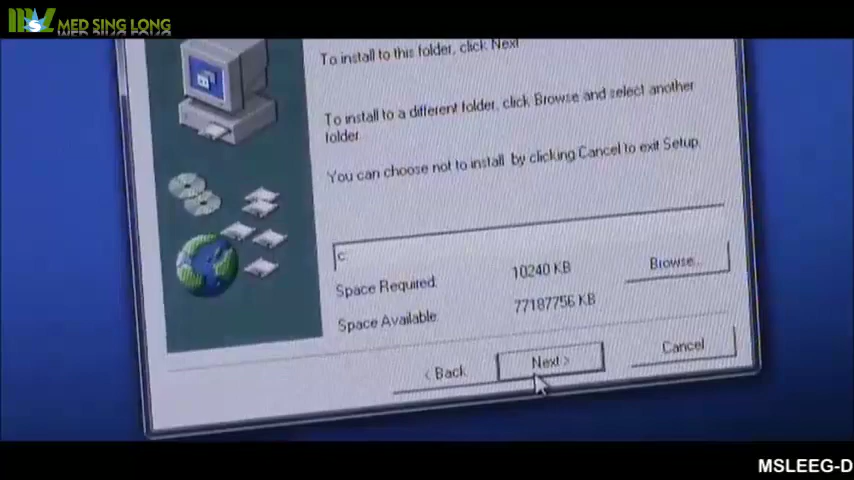 MSL MED SING LONG
To install to this folder, click Next
To install to a different folder, click Browse and select another
folder.
You can choose not to install by clicking Cancel to exit Setup.
c:
Space Required: 10240 KB
Browse...
Space Available: 77187756 KB
< Back
Next >
Cancel
MSLEEG-D